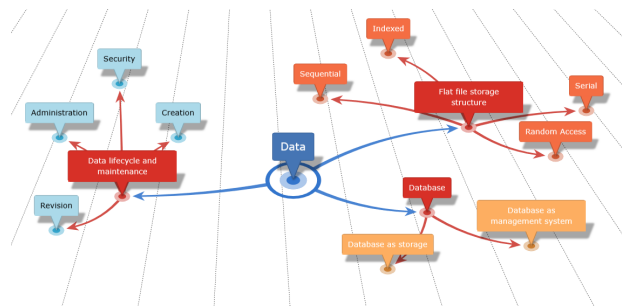 Indexed
Security
Sequential
Flat file storage
structure
Serial
Administration
Creation
Random Access
Data
Data lifecycle and
maintenance
Database
Revision
Database as
management system
Database as storage